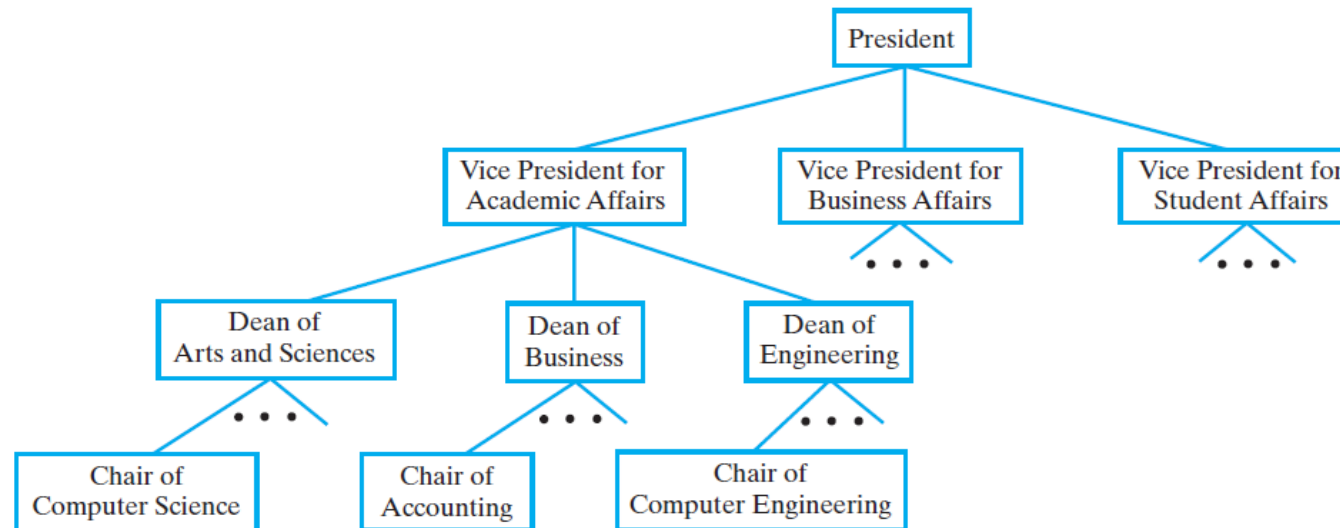 President
Vice President for
Academic Affairs
Vice President for
Business Affairs
Vice President for
Student Affairs
• • •
• • •
Dean of
Arts and Sciences
Dean of
Business
Dean of
Engineering
• • •
• • •
• • •
Chair of
Computer Science
Chair of
Accounting
Chair of
Computer Engineering